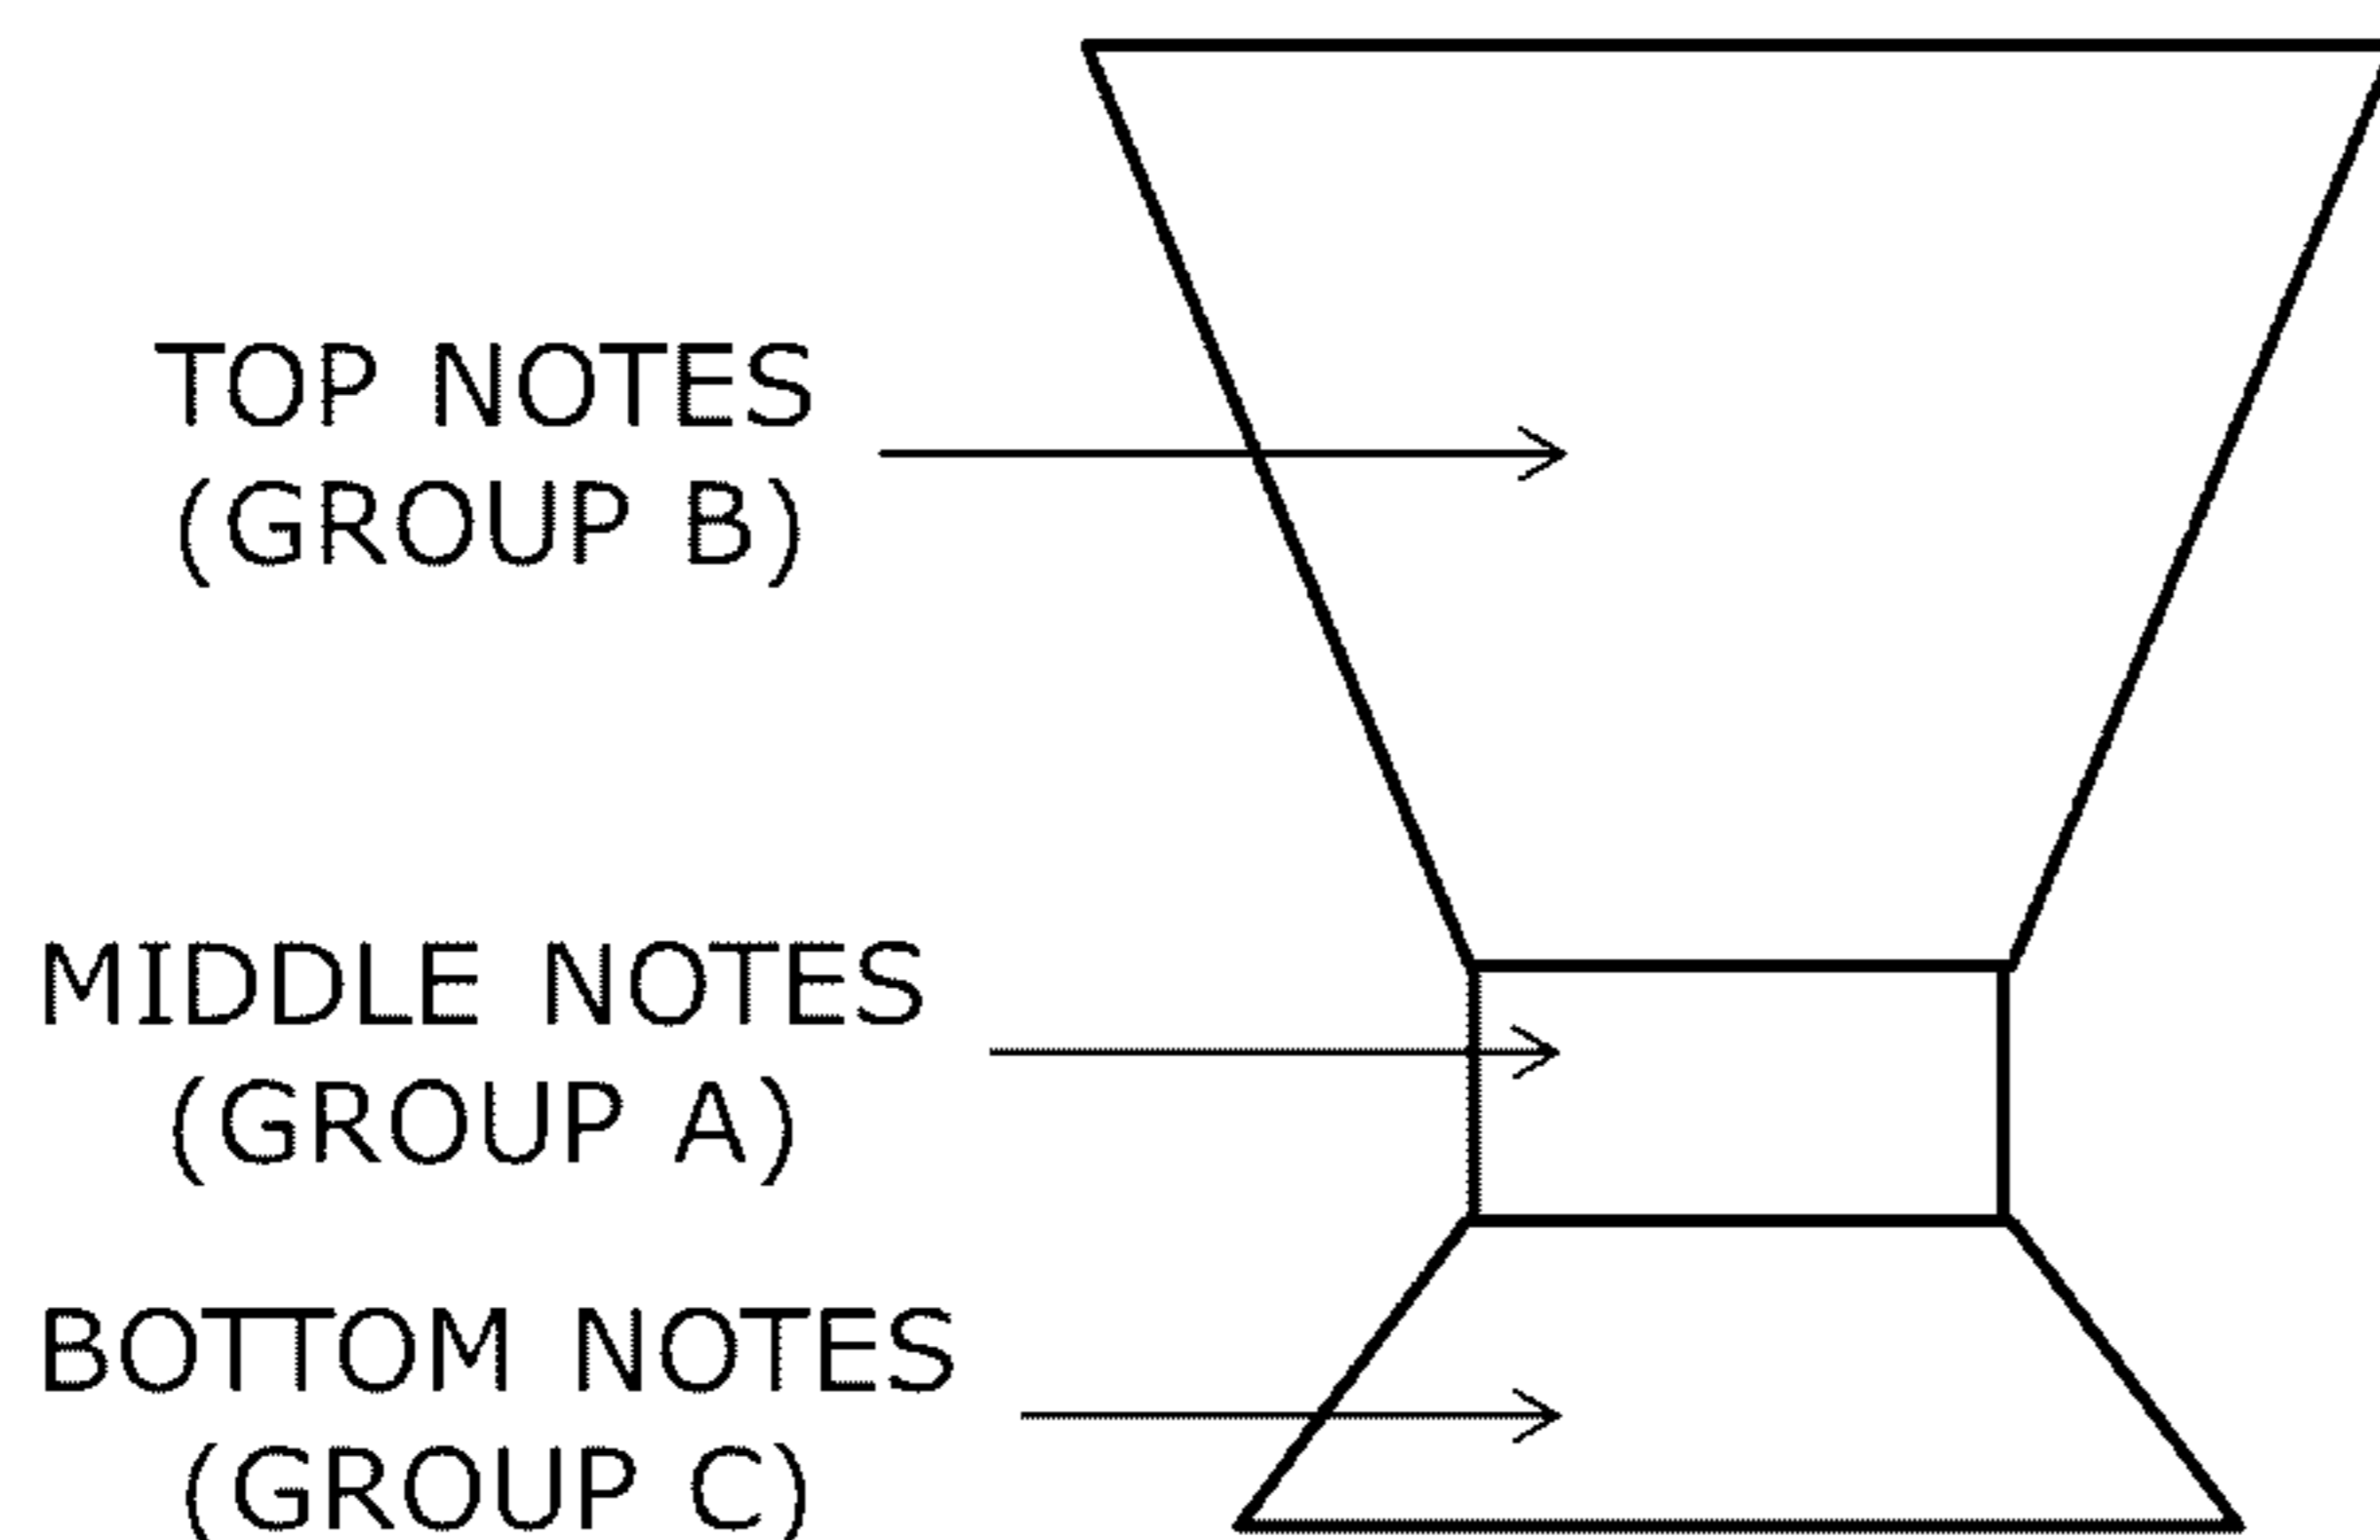 TOP NOTES
(GROUP B)
MIDDLE NOTES
(GROUP A)
BOTTOM NOTES
(GROUP C)